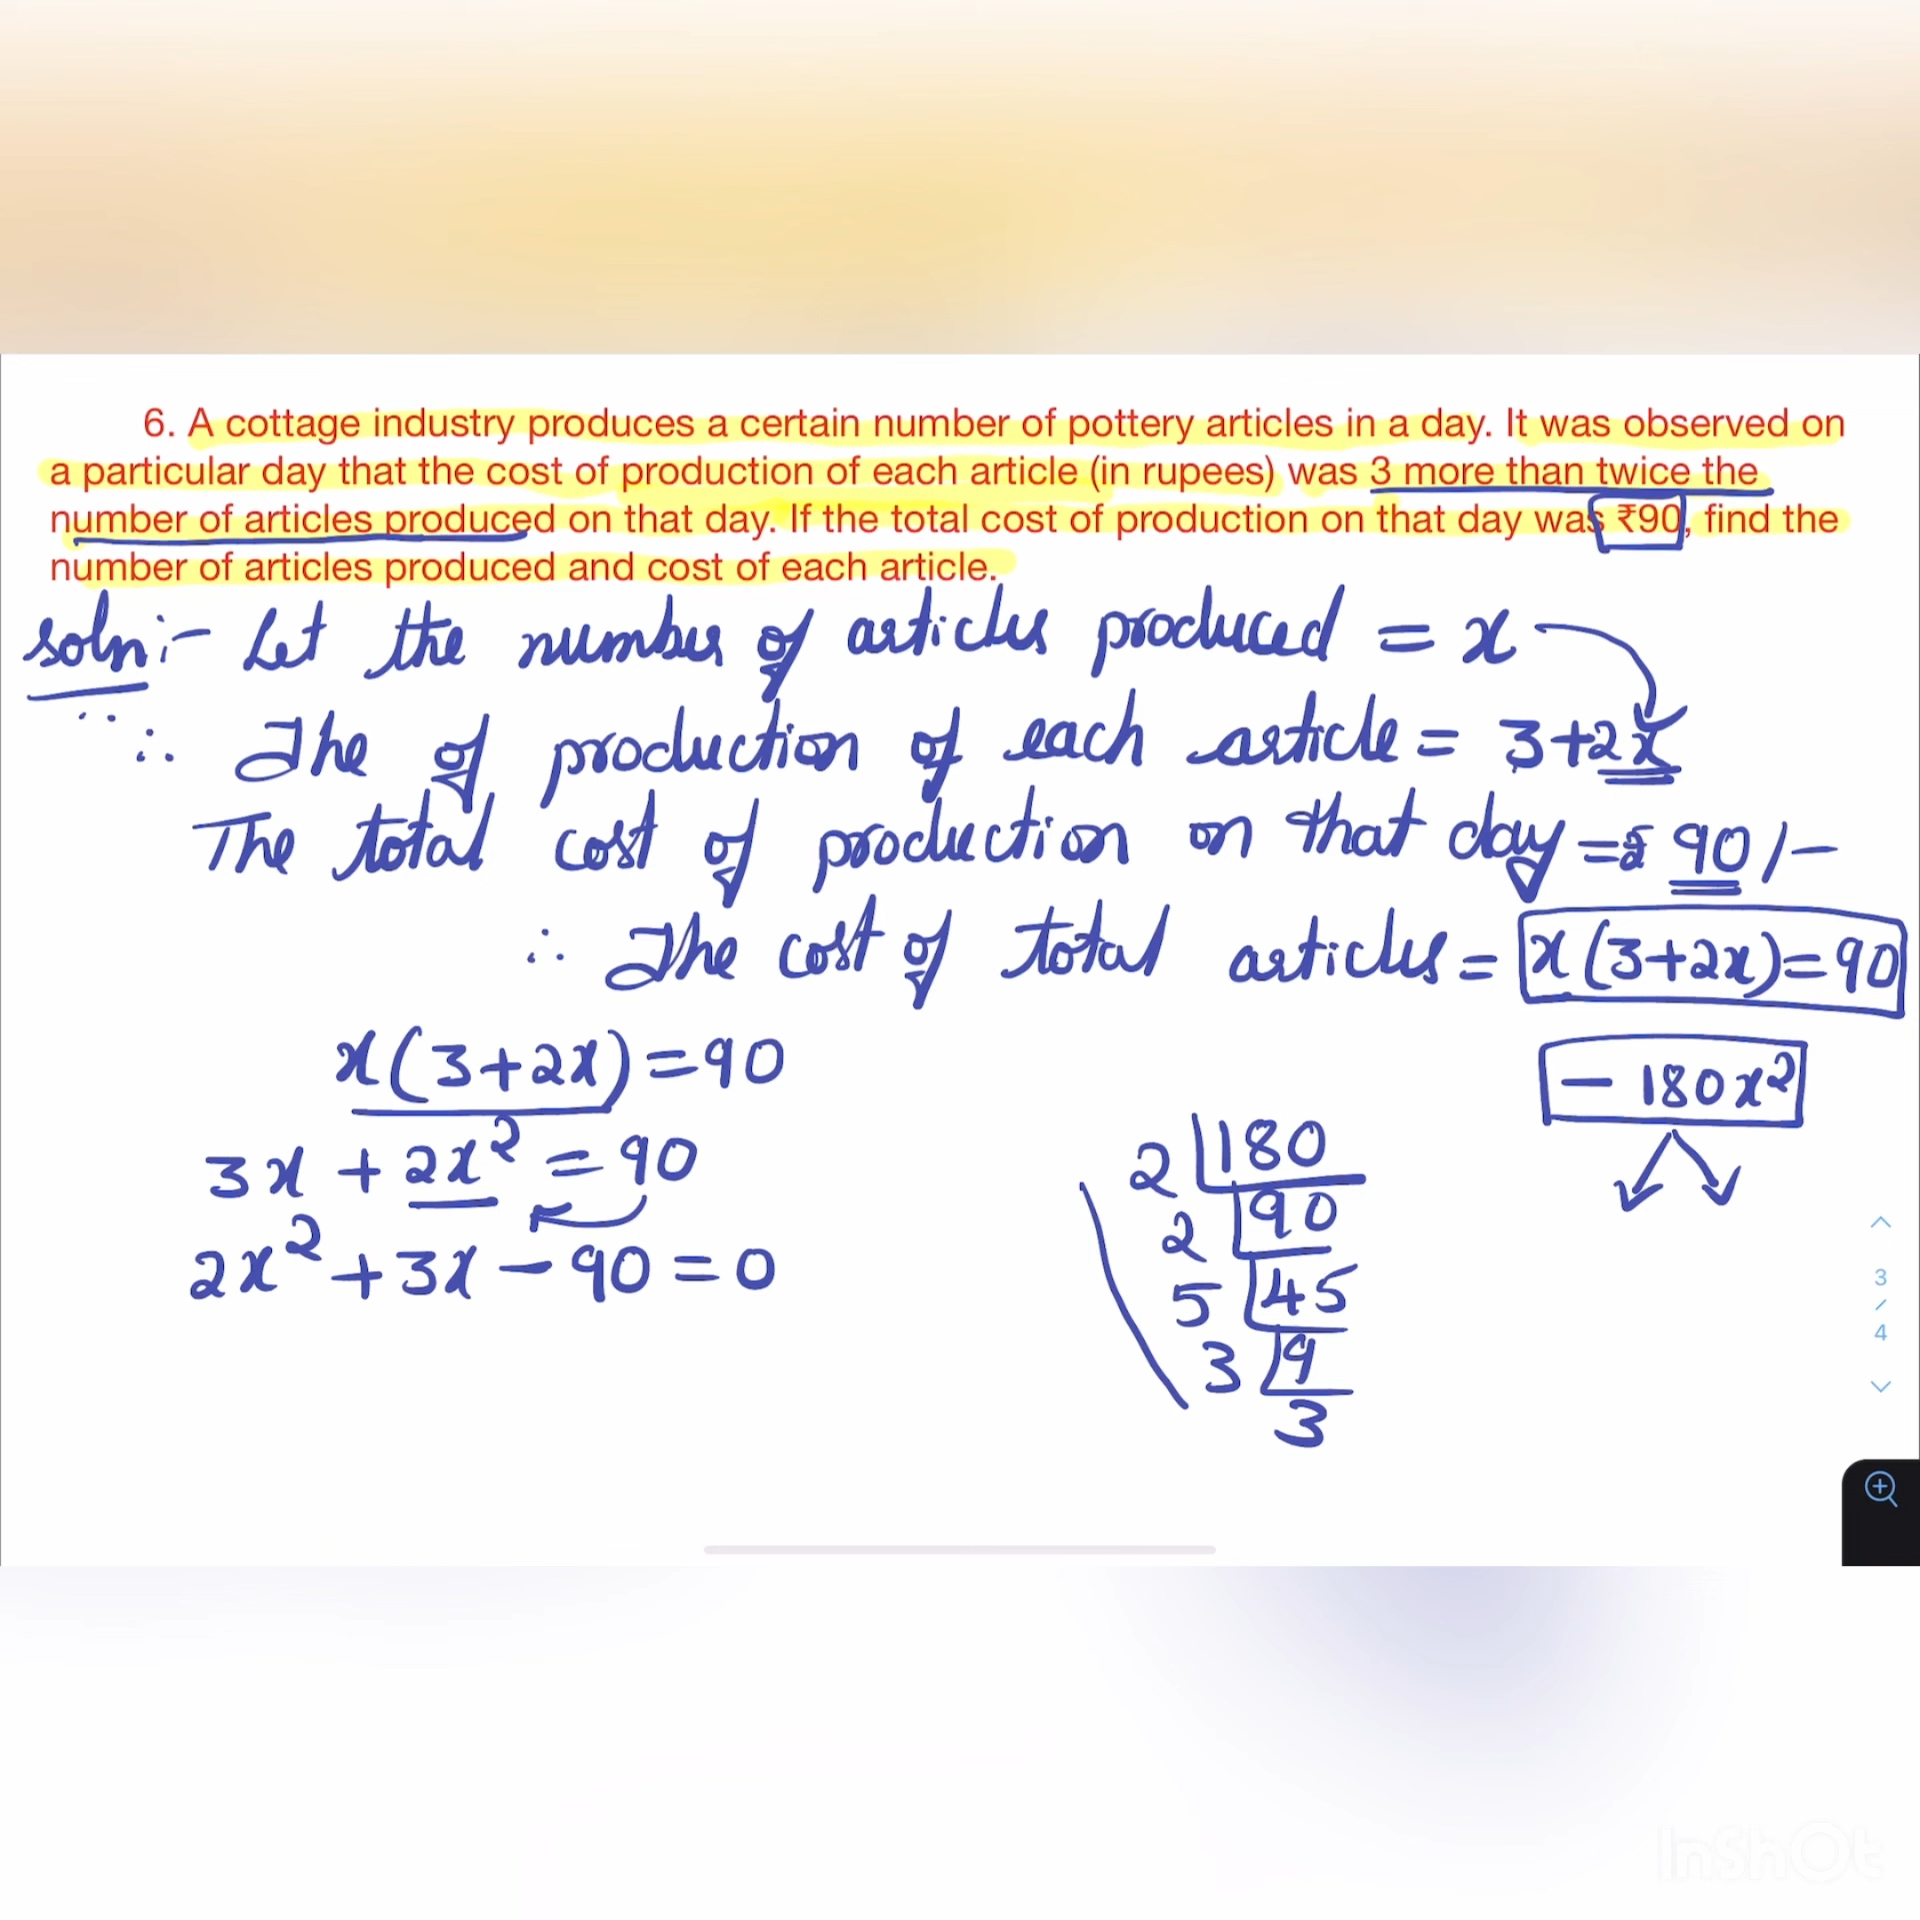 6. A cottage industry produces a certain number of pottery articles in a day. It was observed on
a particular day that the cost of production of each article (in rupees) was 3 more than twice the
number of articles produced on that day. If the total cost of production on that day was ₹90, find the
number of articles produced and cost of each article.
soln:- Let the number of articles produced = x
∴ The of production of each article = 3+2x
The total cost of production on that day = ₹ 90/-
∴ The cost of total articles = x(3+2x)=90
x(3+2x)=90
- 180x²
3x + 2x² = 90
2x² + 3x - 90 = 0
2 180
2 90
5 45
3 9
3
3
/
4
InShOt